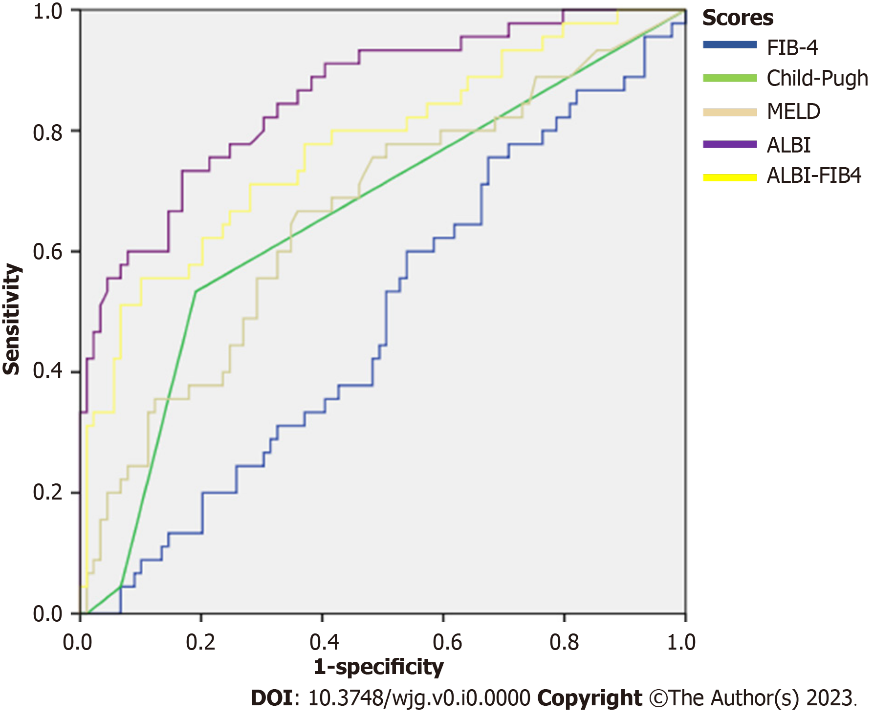 Scores
FIB-4
Child-Pugh
MELD
ALBI
ALBI-FIB4
Sensitivity
1.0
0.8
0.6
0.4
0.2
0.0
0.0 0.2 0.4 0.6 0.8 1.0
1-specificity
DOI: 10.3748/wjg.v0.i0.0000 Copyright ©The Author(s) 2023.